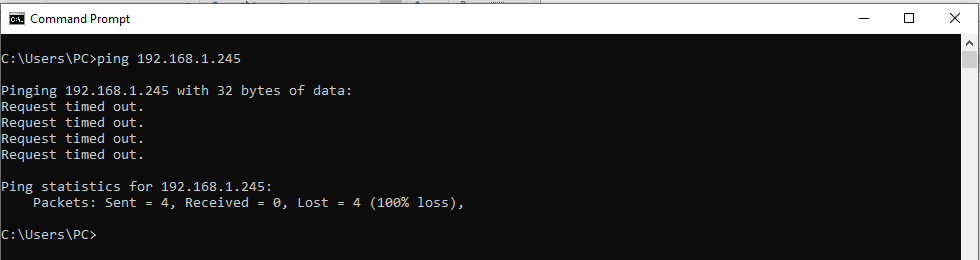 Command Prompt
C:\Users\PC>ping 192.168.1.245
Pinging 192.168.1.245 with 32 bytes of data:
Request timed out.
Request timed out.
Request timed out.
Request timed out.
Ping statistics for 192.168.1.245:
    Packets: Sent = 4, Received = 0, Lost = 4 (100% loss),
C:\Users\PC>